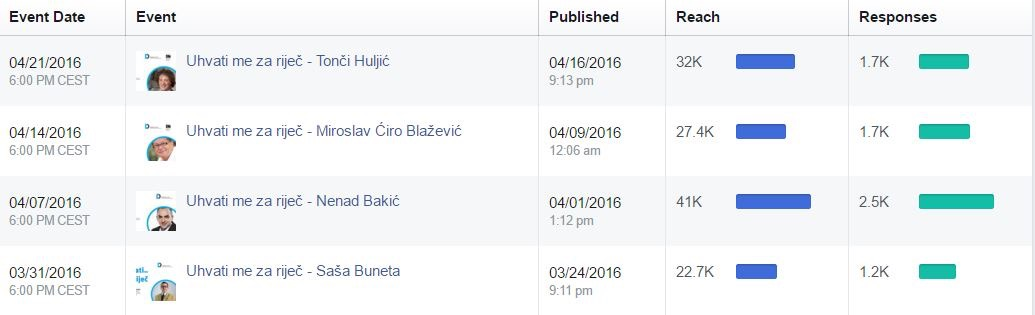 Event Date Event Published Reach Responses
04/21/2016 Uhvati me za riječ - Tonči Huljić 04/16/2016 32K 1.7K
6:00 PM CEST 9:13 pm
04/14/2016 Uhvati me za riječ - Miroslav Ćiro Blažević 04/09/2016 27.4K 1.7K
6:00 PM CEST 12:06 am
04/07/2016 Uhvati me za riječ - Nenad Bakić 04/01/2016 41K 2.5K
6:00 PM CEST 1:12 pm
03/31/2016 Uhvati me za riječ - Saša Buneta 03/24/2016 22.7K 1.2K
6:00 PM CEST 9:11 pm